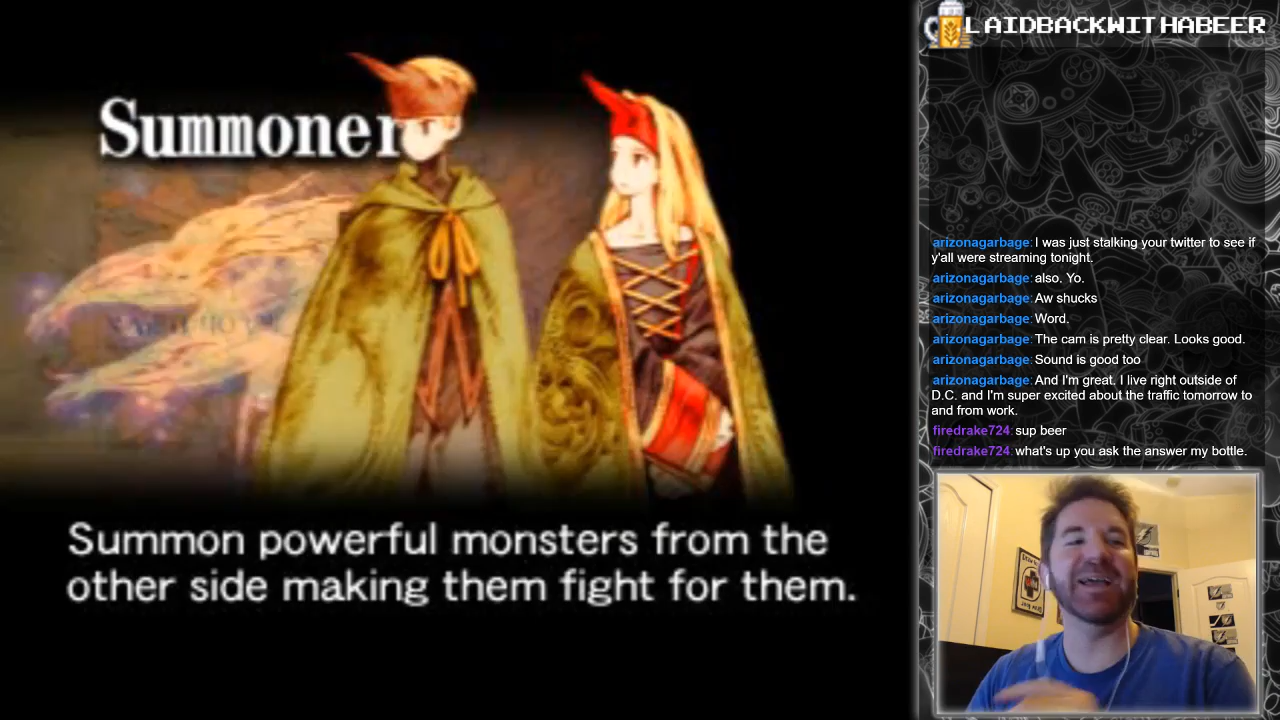 LAIDBACKWITHABEER
Summoner
Summon powerful monsters from the
other side making them fight for them.
arizonagarbage: I was just stalking your twitter to see if
y'all were streaming tonight.
arizonagarbage: also. Yo.
arizonagarbage: Aw shucks
arizonagarbage: Word.
arizonagarbage: The cam is pretty clear. Looks good.
arizonagarbage: Sound is good too
arizonagarbage: And I'm great. I live right outside of
D.C. and I'm super excited about the traffic tomorrow to
and from work.
firedrake724: sup beer
firedrake724: what's up you ask the answer my bottle.